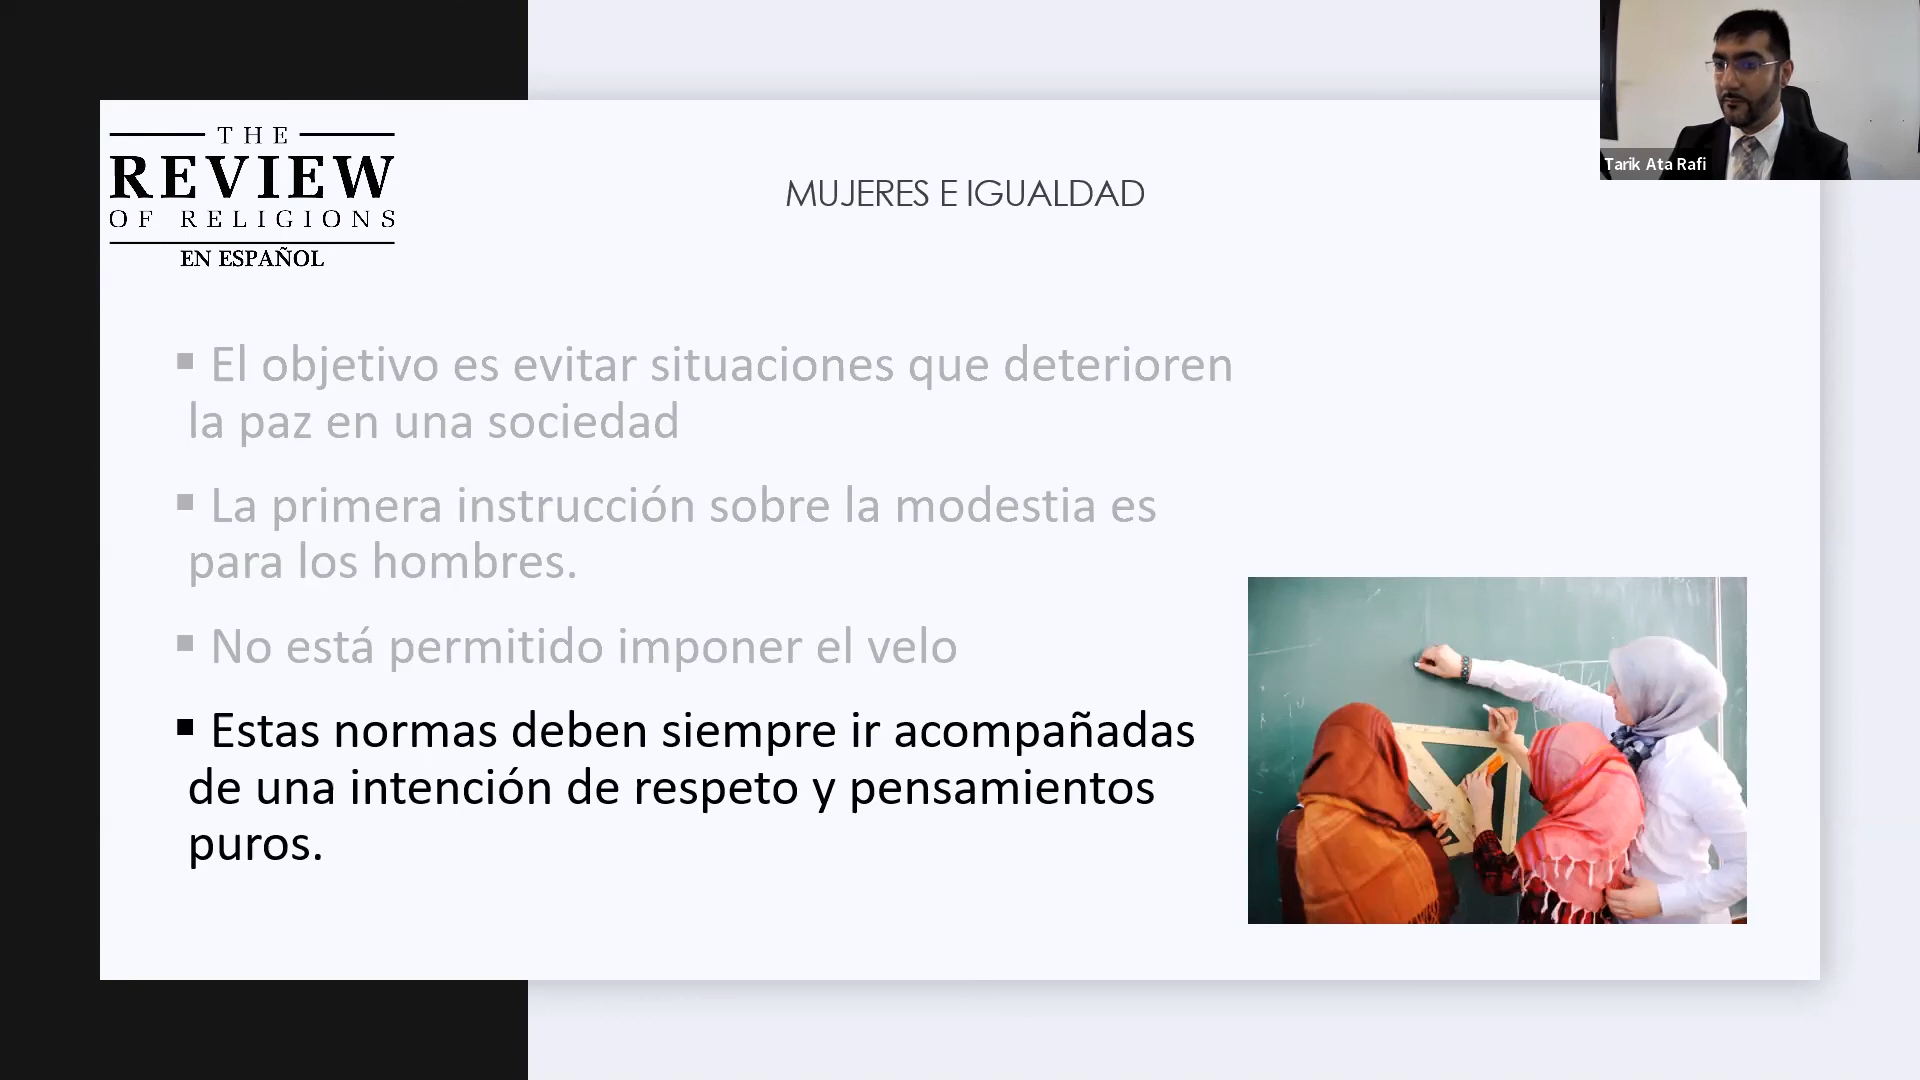 THE
REVIEW
OF RELIGIONS
EN ESPAÑOL
MUJERES E IGUALDAD
Tarik Ata Rafi
▪ El objetivo es evitar situaciones que deterioren
la paz en una sociedad
▪ La primera instrucción sobre la modestia es
para los hombres.
▪ No está permitido imponer el velo
▪ Estas normas deben siempre ir acompañadas
de una intención de respeto y pensamientos
puros.